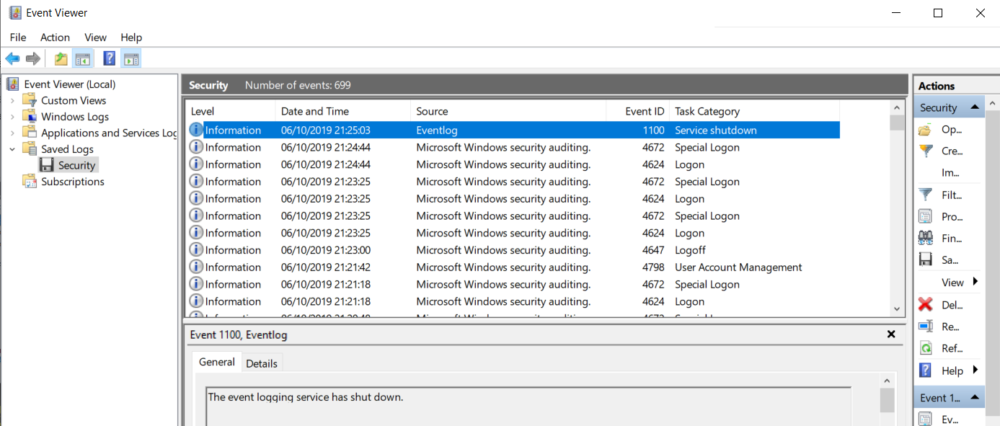 Event Viewer
File Action View Help
Event Viewer (Local)
Custom Views
Windows Logs
Applications and Services Log
Saved Logs
Security
Subscriptions
Security Number of events: 699
Level Date and Time Source Event ID Task Category
Information 06/10/2019 21:25:03 Eventlog 1100 Service shutdown
Information 06/10/2019 21:24:44 Microsoft Windows security auditing. 4672 Special Logon
Information 06/10/2019 21:24:44 Microsoft Windows security auditing. 4624 Logon
Information 06/10/2019 21:23:25 Microsoft Windows security auditing. 4672 Special Logon
Information 06/10/2019 21:23:25 Microsoft Windows security auditing. 4624 Logon
Information 06/10/2019 21:23:25 Microsoft Windows security auditing. 4672 Special Logon
Information 06/10/2019 21:23:25 Microsoft Windows security auditing. 4624 Logon
Information 06/10/2019 21:23:00 Microsoft Windows security auditing. 4647 Logoff
Information 06/10/2019 21:21:42 Microsoft Windows security auditing. 4798 User Account Management
Information 06/10/2019 21:21:18 Microsoft Windows security auditing. 4672 Special Logon
Information 06/10/2019 21:21:18 Microsoft Windows security auditing. 4624 Logon
Event 1100, Eventlog
General Details
The event logging service has shut down.
Actions
Security
Op...
Cre...
Im...
Filt...
Pro...
Fin...
Sa...
View
Del...
Re...
Ref...
Help
Event 1...
Ev...